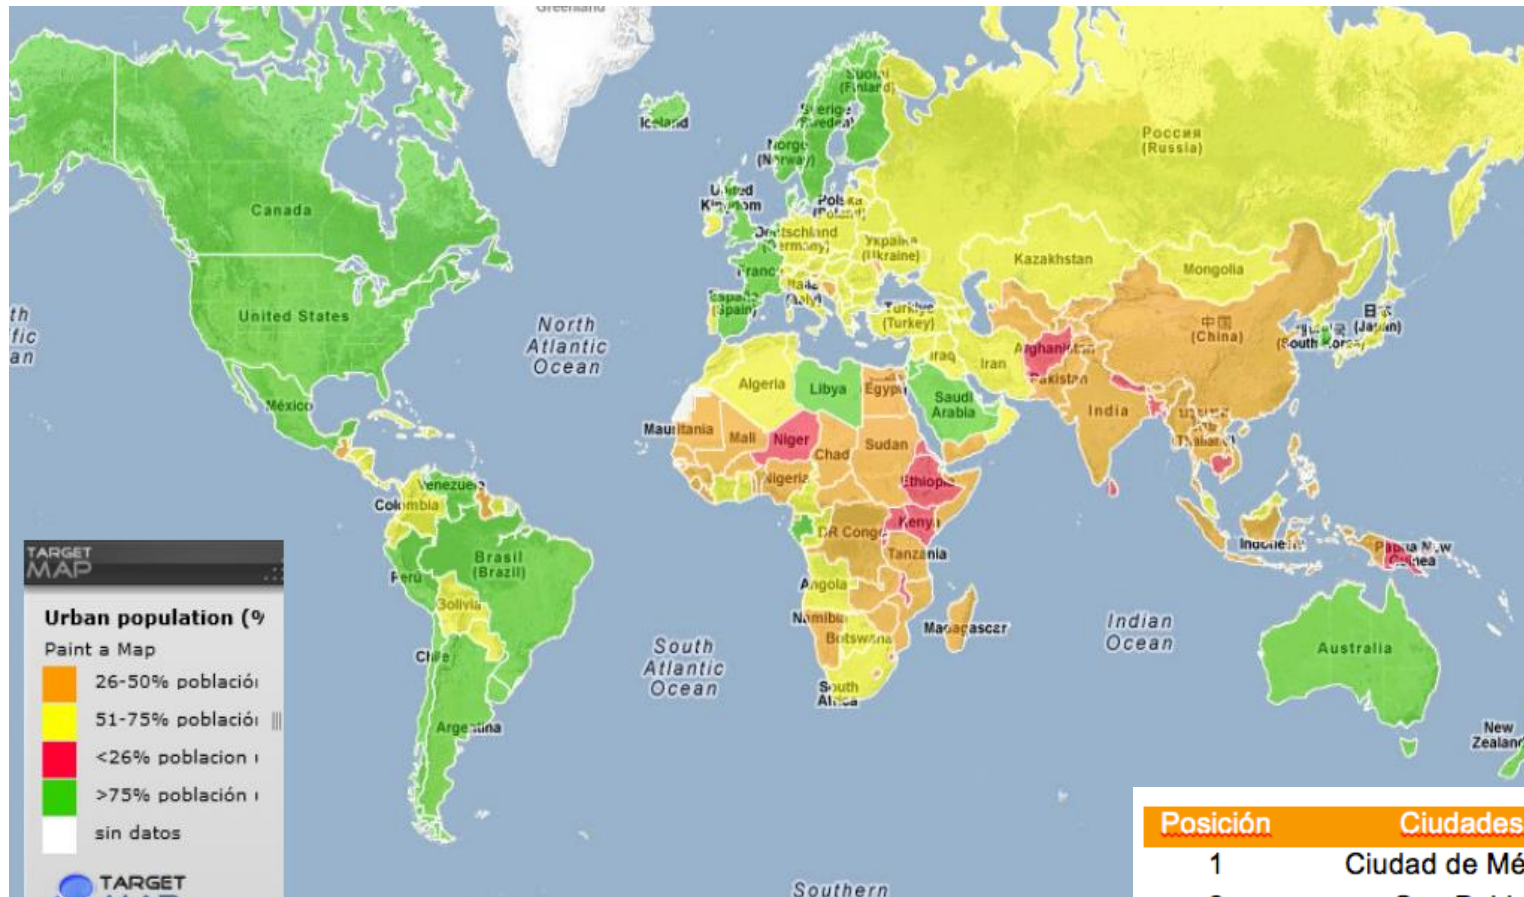 Greenland
Iceland
Suomi
(Finland)
Sverige
(Sweden)
Norge
(Norway)
Россия
(Russia)
Canada
United
Kingdom
Polska
(Poland)
Deutschland
(Germany)
Україна
(Ukraine)
France
Kazakhstan
Mongolia
España
(Spain)
Italia
(Italy)
Türkiye
(Turkey)
United States
North
Atlantic
Ocean
中国
(China)
日本
(Japan)
(South Korea)
th
fic
an
Iraq
Iran
Afghanistan
Pakistan
Algeria
Libya
Egypt
Saudi
Arabia
India
México
Mauritania
Mali
Niger
Chad
Sudan
(Thailand)
Nigeria
Ethiopia
Venezuela
Colombia
DR Congo
Kenya
Tanzania
Indonesia
Papua New
Guinea
Brasil
(Brazil)
Perú
Bolivia
Angola
Namibia
Botswana
Madagascar
Indian
Ocean
Chile
South
Atlantic
Ocean
South
Africa
Australia
Argentina
New
Zealand
Southern
TARGET
MAP
Urban population (%
Paint a Map
26-50% població
51-75% població
<26% poblacion
>75% población
sin datos
TARGET
Posición Ciudades
1 Ciudad de Mé